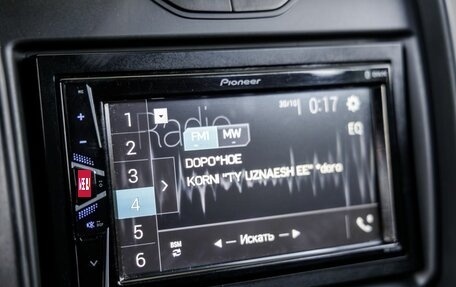 Pioneer
1
2
3
4
5
6
Radio
30/10
0:17
FM1 MW
EQ
DOPO*HOE
KORNI "TY UZNAESH EE" *doro
BSM
Искать